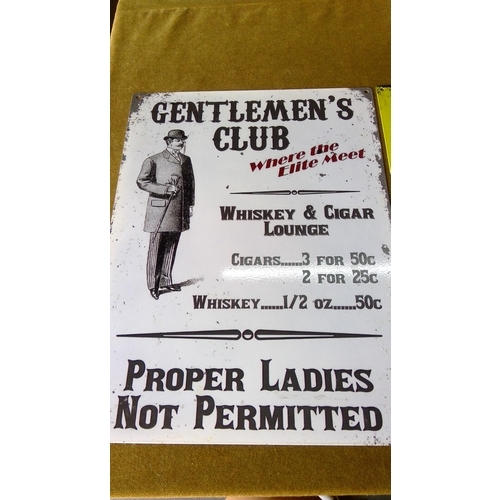 GENTLEMEN'S
CLUB
Where the
Elite Meet
WHISKEY & CIGAR
LOUNGE
CIGARS......3 FOR 50C
2 FOR 25C
WHISKEY......1/2 OZ......50C
PROPER LADIES
NOT PERMITTED